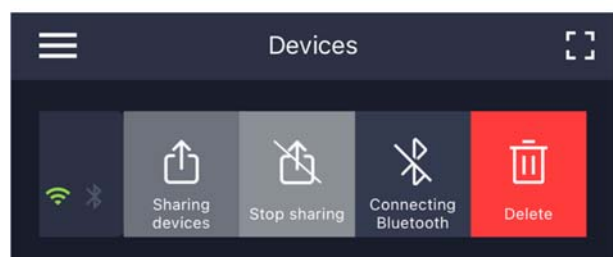 Devices
Sharing
devices
Stop sharing
Connecting
Bluetooth
Delete